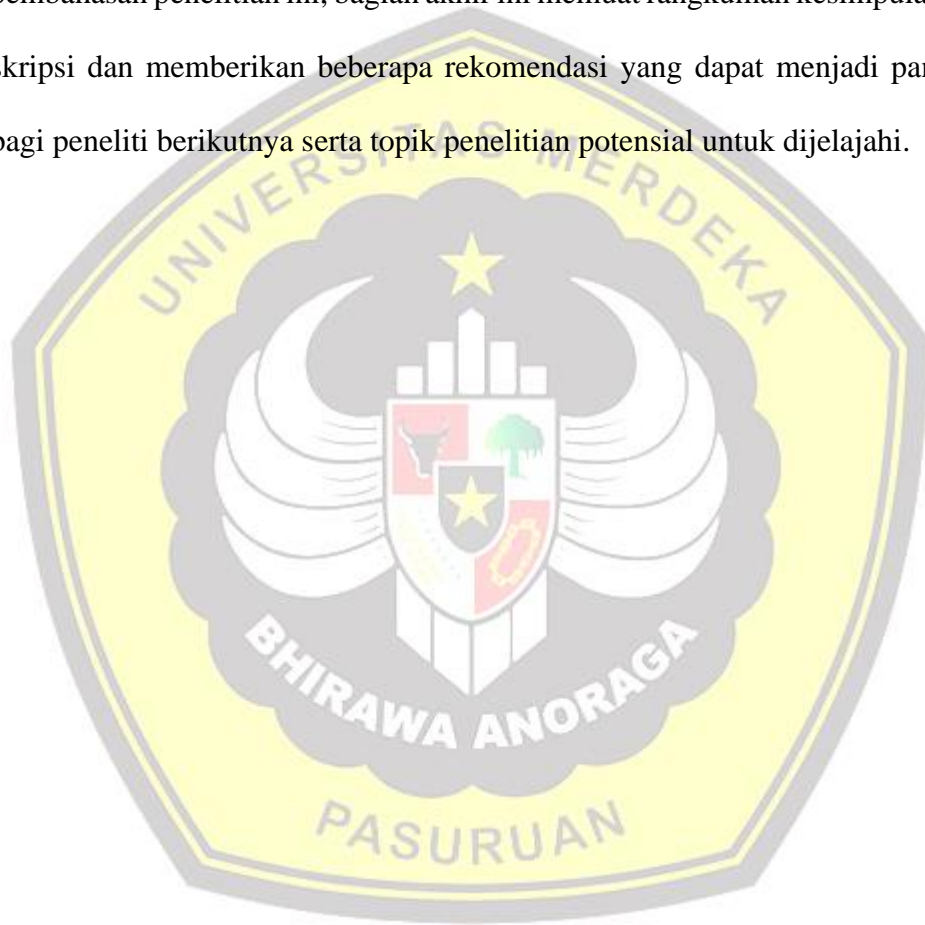 skripsi dan memberikan beberapa rekomendasi yang dapat menjadi
bagi peneliti berikutnya serta topik penelitian potensial untuk dijelajahi.
UNIVERSITAS MERDEKA
BHIRAWA ANORAGA
PASURUAN